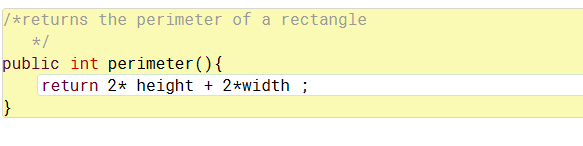 /*returns the perimeter of a rectangle
*/
public int perimeter(){
return 2* height + 2*width ;
}